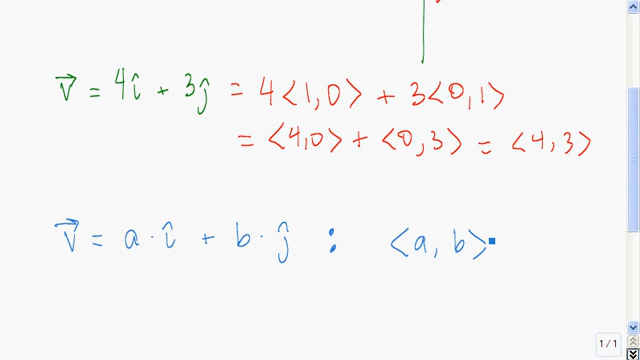 v⃗ = 4î + 3ĵ = 4<1,0> + 3<0,1>
= <4,0> + <0,3> = <4,3>
v⃗ = a · î + b · ĵ : <a, b>
1 / 1